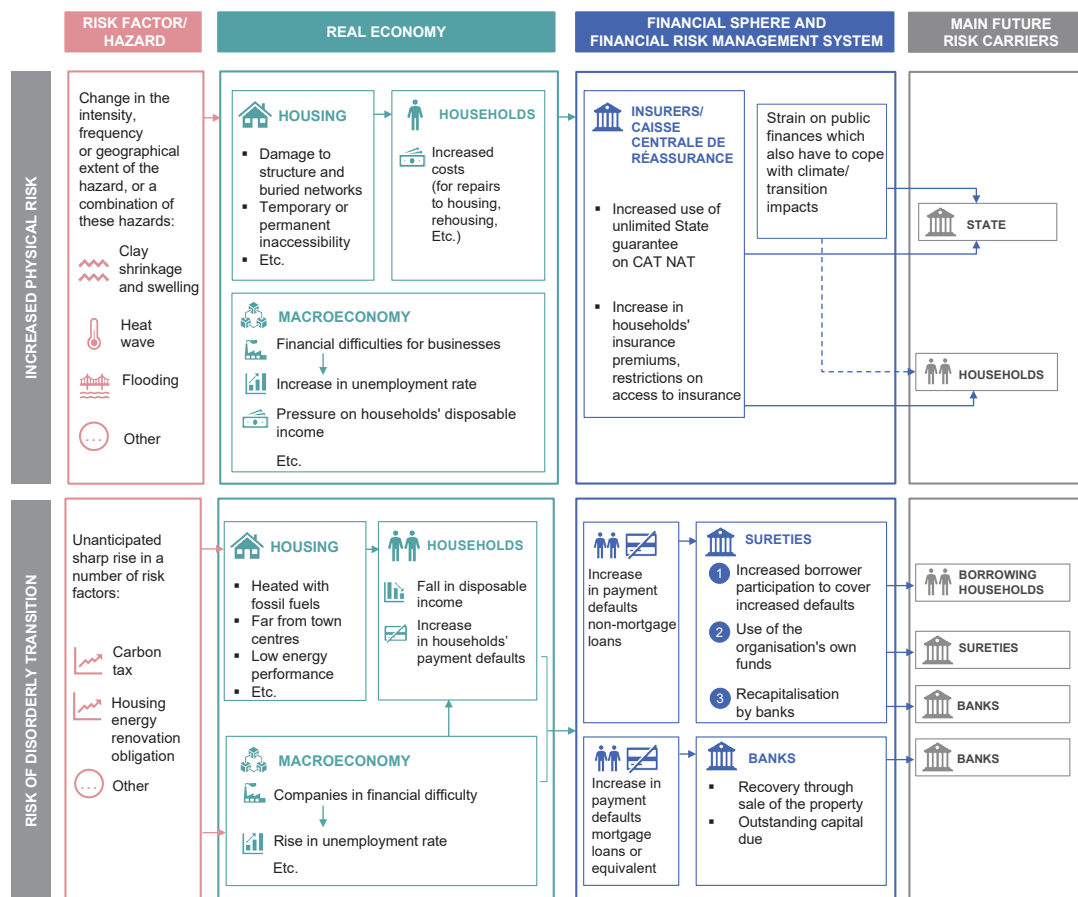 RISK FACTOR/
HAZARD
REAL ECONOMY
FINANCIAL SPHERE AND
FINANCIAL RISK MANAGEMENT SYSTEM
MAIN FUTURE
RISK CARRIERS
INCREASED PHYSICAL RISK
Change in the
intensity,
frequency
or geographical
extent of the
hazard, or a
combination of
these hazards:
Clay
shrinkage
and swelling
Heat
wave
Flooding
Other
HOUSING
▪ Damage to
structure and
buried networks
▪ Temporary or
permanent
inaccessibility
▪ Etc.
HOUSEHOLDS
Increased
costs
(for repairs
to housing,
rehousing,
Etc.)
MACROECONOMY
Financial difficulties for businesses
Increase in unemployment rate
Pressure on households' disposable
income
Etc.
INSURERS/
CAISSE
CENTRALE DE
RÉASSURANCE
▪ Increased use of
unlimited State
guarantee
on CAT NAT
▪ Increase in
households'
insurance
premiums,
restrictions on
access to insurance
Strain on public
finances which
also have to cope
with climate/
transition
impacts
STATE
HOUSEHOLDS
RISK OF DISORDERLY TRANSITION
Unanticipated
sharp rise in a
number of risk
factors:
Carbon
tax
Housing
energy
renovation
obligation
Other
HOUSING
▪ Heated with
fossil fuels
▪ Far from town
centres
▪ Low energy
performance
▪ Etc.
HOUSEHOLDS
Fall in disposable
income
Increase
in households'
payment defaults
MACROECONOMY
Companies in financial difficulty
Rise in unemployment rate
Etc.
Increase
in payment
defaults
non-mortgage
loans
SURETIES
1 Increased borrower
participation to cover
increased defaults
2 Use of the
organisation's own
funds
3 Recapitalisation
by banks
Increase in
payment
defaults
mortgage
loans or
equivalent
BANKS
▪ Recovery through
sale of the property
▪ Outstanding capital
due
BORROWING
HOUSEHOLDS
SURETIES
BANKS
BANKS